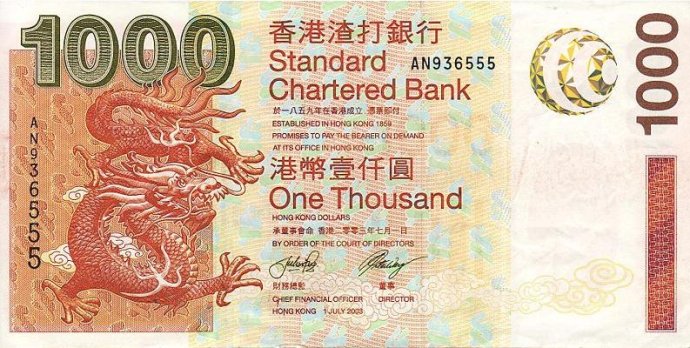 1000
香港渣打銀行
Standard
Chartered Bank
AN936555
於一八五九年在香港成立 憑票即付
ESTABLISHED IN HONG KONG 1859
PROMISES TO PAY THE BEARER ON DEMAND
AT ITS OFFICE IN HONG KONG
港幣壹仟圓
One Thousand
HONG KONG DOLLARS
承董事會命 香港二零零三年七月一日
BY ORDER OF THE COURT OF DIRECTORS
財務總監 董事
CHIEF FINANCIAL OFFICER DIRECTOR
HONG KONG 1 JULY 2003
AN936555
1000